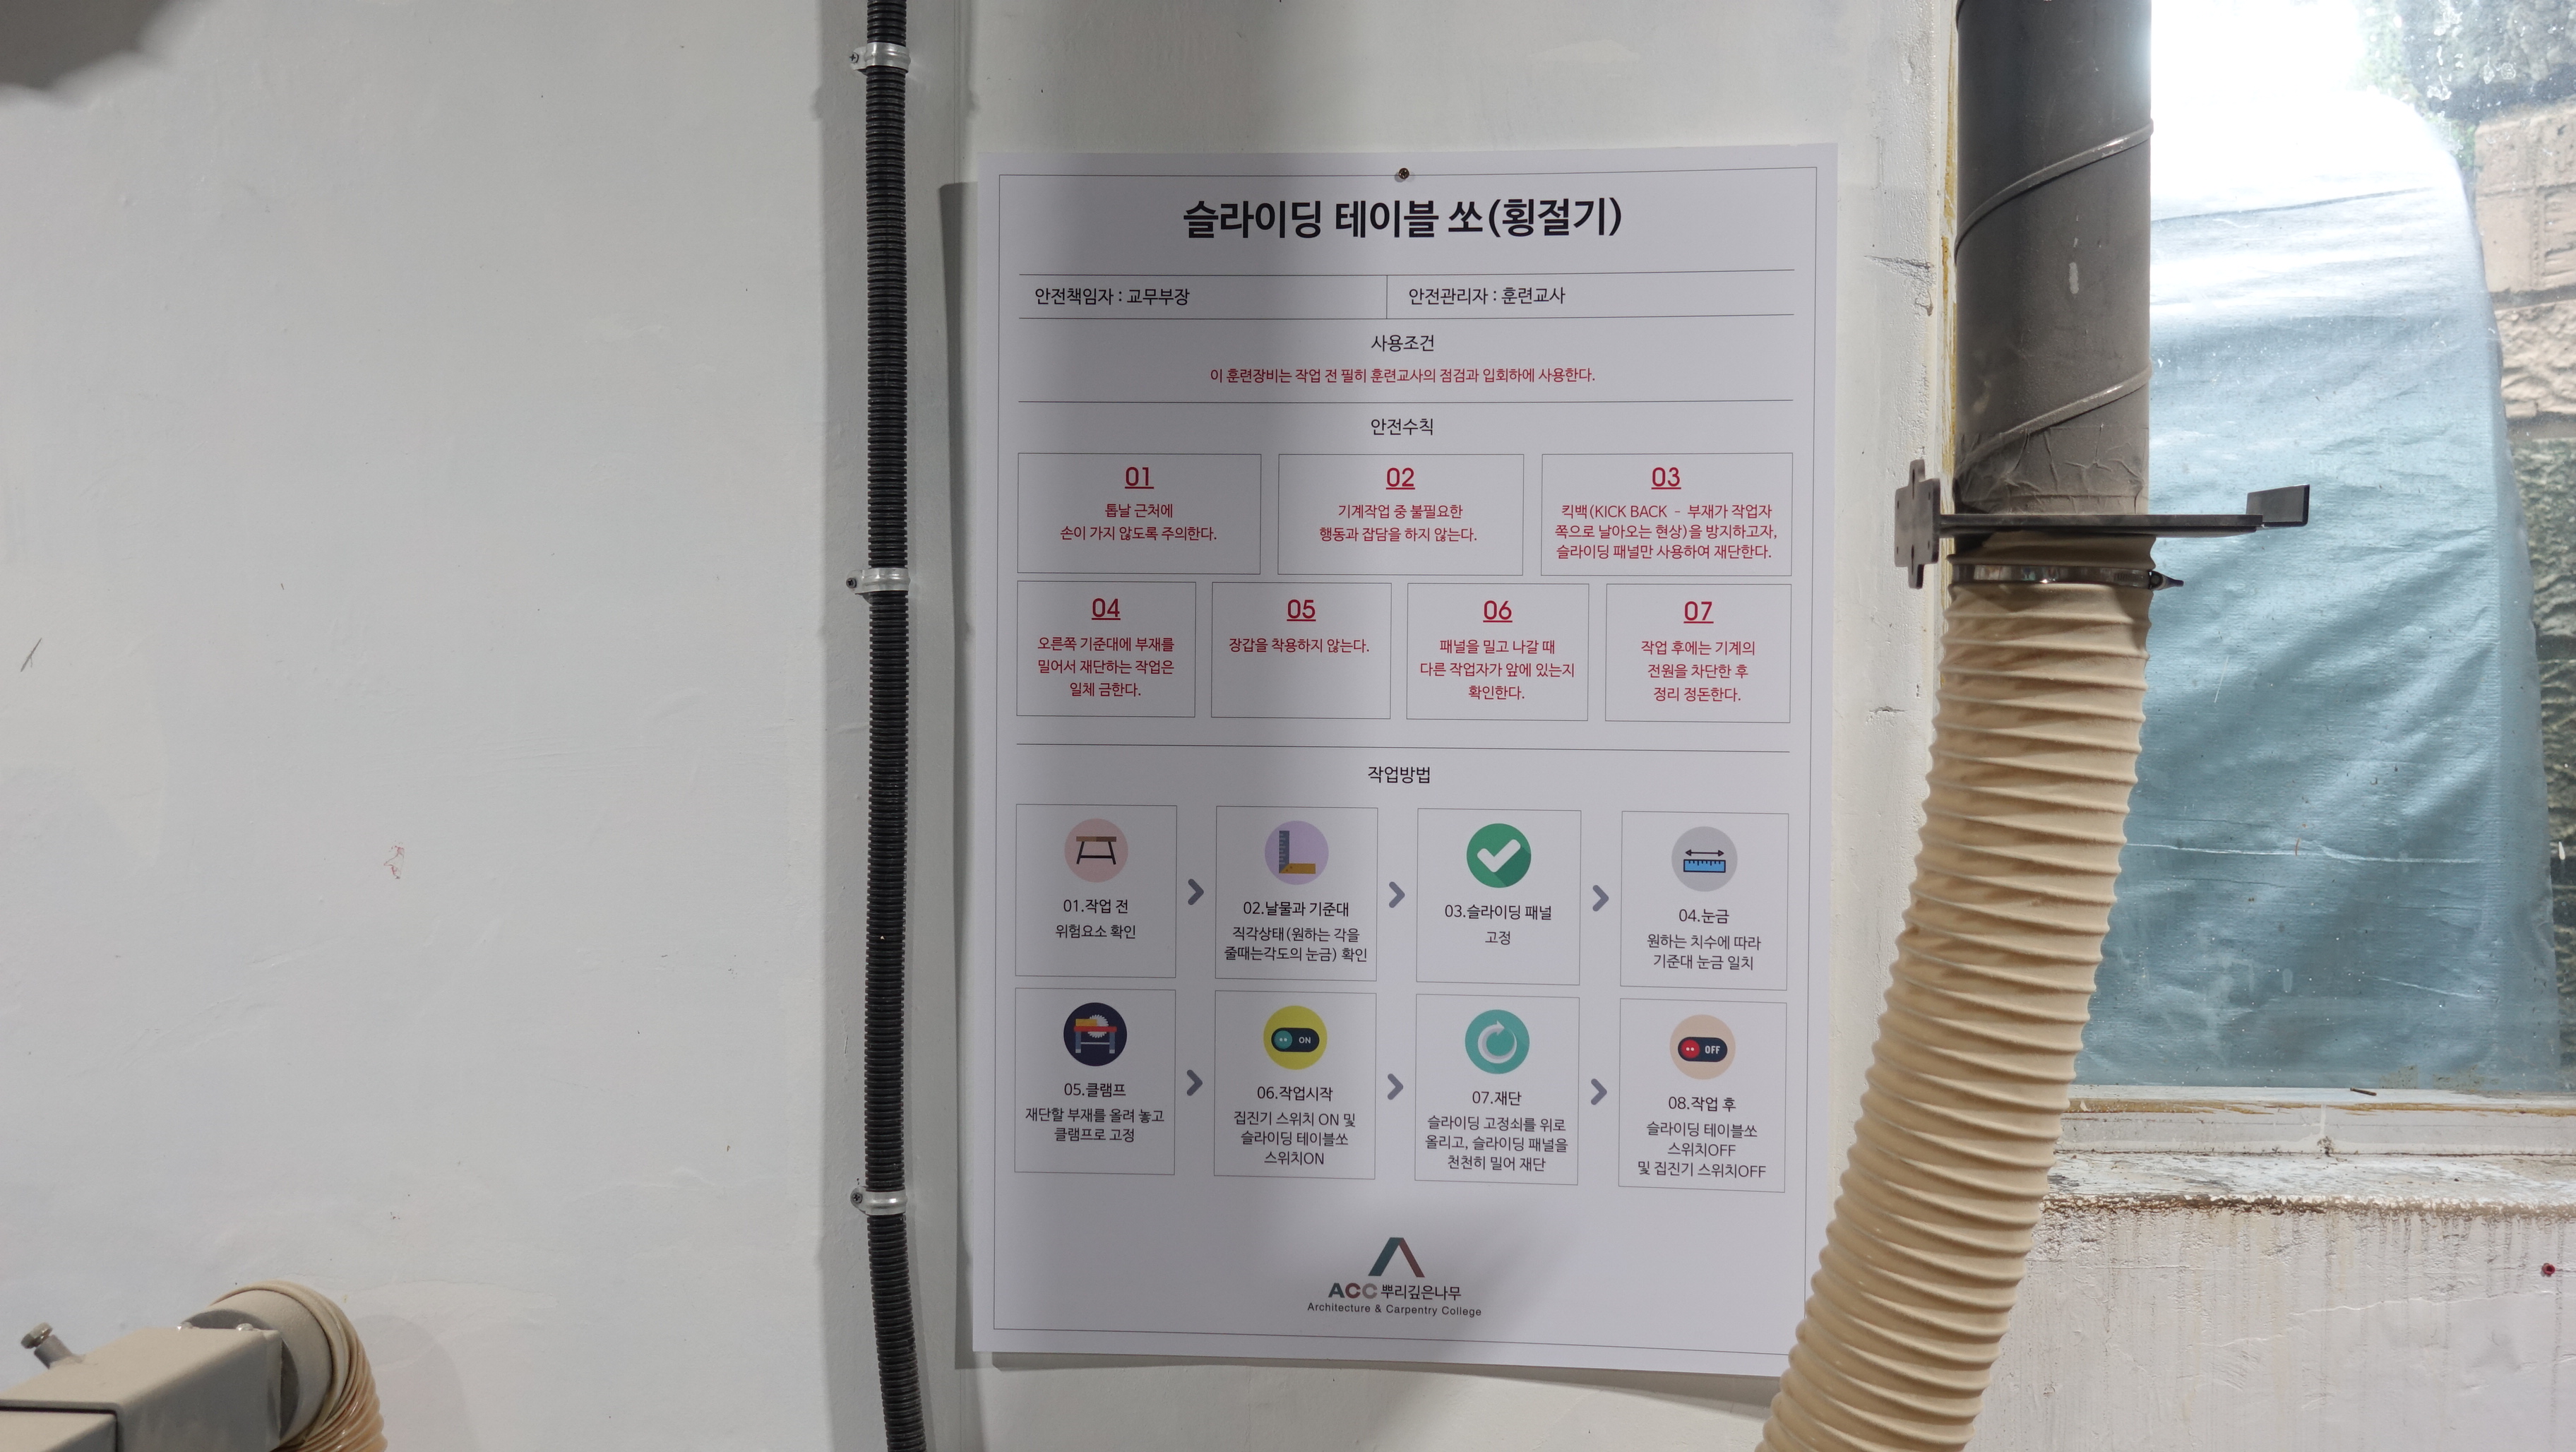 슬라이딩 테이블 쏘(횡절기)
안전책임자 : 교무부장
안전관리자 : 훈련교사
사용조건
이 훈련장비는 작업 전 필히 훈련교사의 점검과 입회하에 사용한다.
안전수칙
01
톱날 근처에
손이 가지 않도록 주의한다.
02
기계작업 중 불필요한
행동과 잡담을 하지 않는다.
03
킥백(KICK BACK - 부재가 작업자
쪽으로 날아오는 현상)을 방지하고자,
슬라이딩 패널만 사용하여 재단한다.
04
오른쪽 기준대에 부재를
밀어서 재단하는 작업은
일체 금한다.
05
장갑을 착용하지 않는다.
06
패널을 밀고 나갈 때
다른 작업자가 앞에 있는지
확인한다.
07
작업 후에는 기계의
전원을 차단한 후
정리 정돈한다.
작업방법
01.작업 전
위험요소 확인
02.날물과 기준대
직각상태(원하는 각을
줄때는각도의 눈금) 확인
03.슬라이딩 패널
고정
04.눈금
원하는 치수에 따라
기준대 눈금 일치
05.클램프
재단할 부재를 올려 놓고
클램프로 고정
ON
06.작업시작
집진기 스위치 ON 및
슬라이딩 테이블쏘
스위치ON
07.재단
슬라이딩 고정쇠를 위로
올리고, 슬라이딩 패널을
천천히 밀어 재단
OFF
08.작업 후
슬라이딩 테이블쏘
스위치OFF
및 집진기 스위치OFF
ACC 뿌리깊은나무
Architecture & Carpentry College